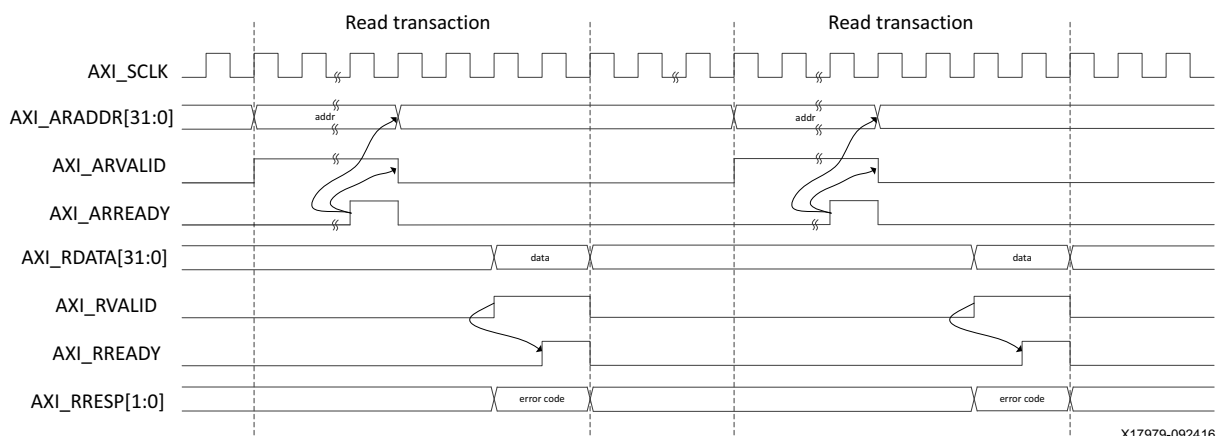 Read transaction Read transaction
AXI_SCLK
AXI_ARADDR[31:0] addr addr
AXI_ARVALID
AXI_ARREADY
AXI_RDATA[31:0] data data
AXI_RVALID
AXI_RREADY
AXI_RRESP[1:0] error code error code
X17979-092416